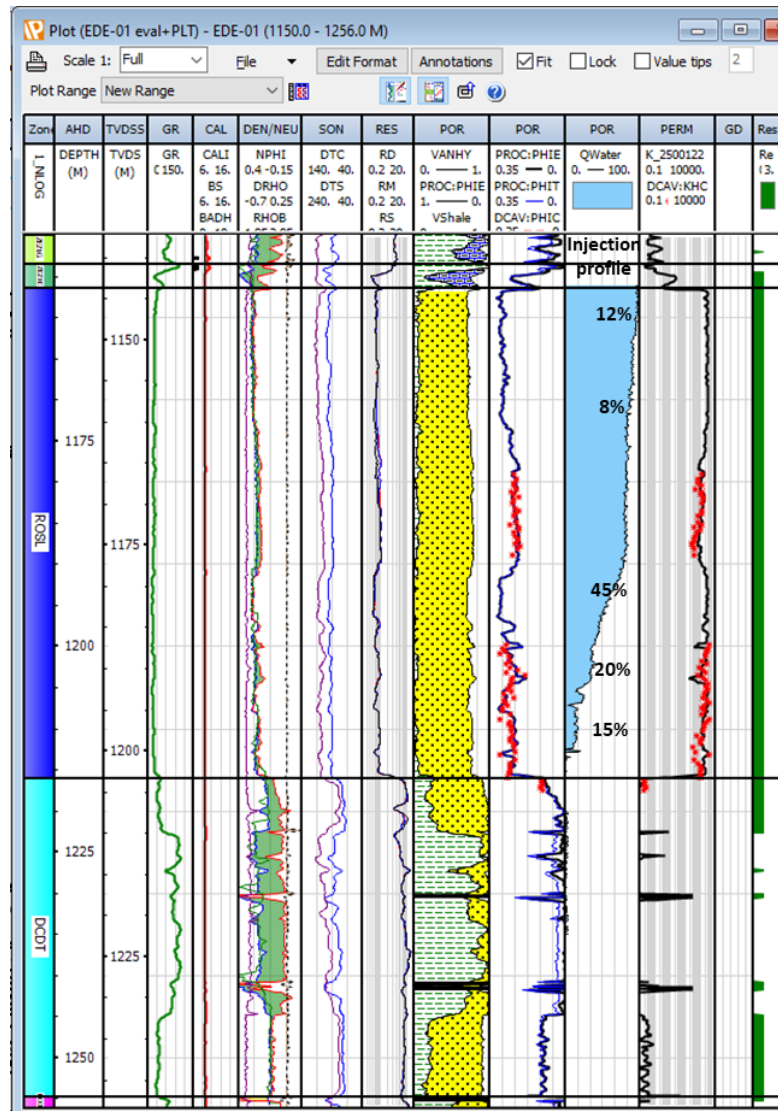 Plot (EDE-01 eval+PLT) - EDE-01 (1150.0 - 1256.0 M)
Scale 1: Full File Edit Format Annotations Fit Lock Value tips 2
Plot Range New Range
Zone AHD TVDSS GR CAL DEN/NEU SON RES POR POR POR PERM GD Res
1_NLOG DEPTH (M) TVDS (M) GR
CALI
6. 16.
BS
6. 16.
BADH
NPHI
0.4 -0.15
DRHO
-0.7 0.25
RHOB
DTC
140. 40.
DTS
240. 40.
RD
0.2 20.
RM
0.2 20.
RS
VANHY
0. 1.
PROC:PHIE
1. 0.
VShale
PROC:PHIE
0.35 0.
PROC:PHIT
0.35 0.
DCAV:PHIC
QWater
0. 100.
K_2500122
0.1 10000.
DCAV:KHC
0.1 10000
Re
Injection
profile
12%
1150
8%
1175
1175
45%
ROSL
1200
20%
15%
1200
1225
DCDT
1225
1250